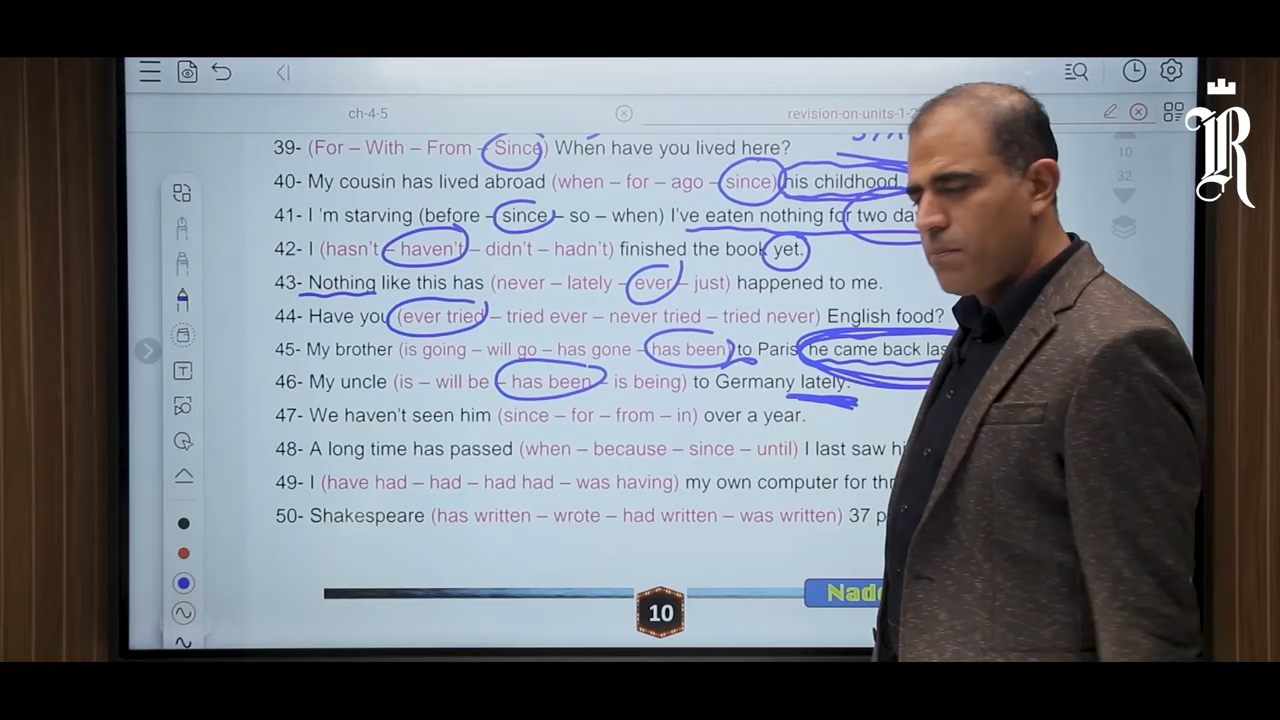 ch-4-5
revision-on-units-1-2
39- (For – With – From – Since) When have you lived here?
10
40- My cousin has lived abroad (when – for – ago – since) his childhood
32
41- I 'm starving (before – since – so – when) I've eaten nothing for two da
42- I (hasn't – haven't – didn't – hadn't) finished the book yet.
43- Nothing like this has (never – lately – ever – just) happened to me.
44- Have you (ever tried – tried ever – never tried – tried never) English food?
45- My brother (is going – will go – has gone – has been) to Paris, he came back las
46- My uncle (is – will be – has been – is being) to Germany lately.
47- We haven't seen him (since – for – from – in) over a year.
48- A long time has passed (when – because – since – until) I last saw hi
49- I (have had – had – had had – was having) my own computer for thr
50- Shakespeare (has written – wrote – had written – was written) 37 p
10
Nad
R